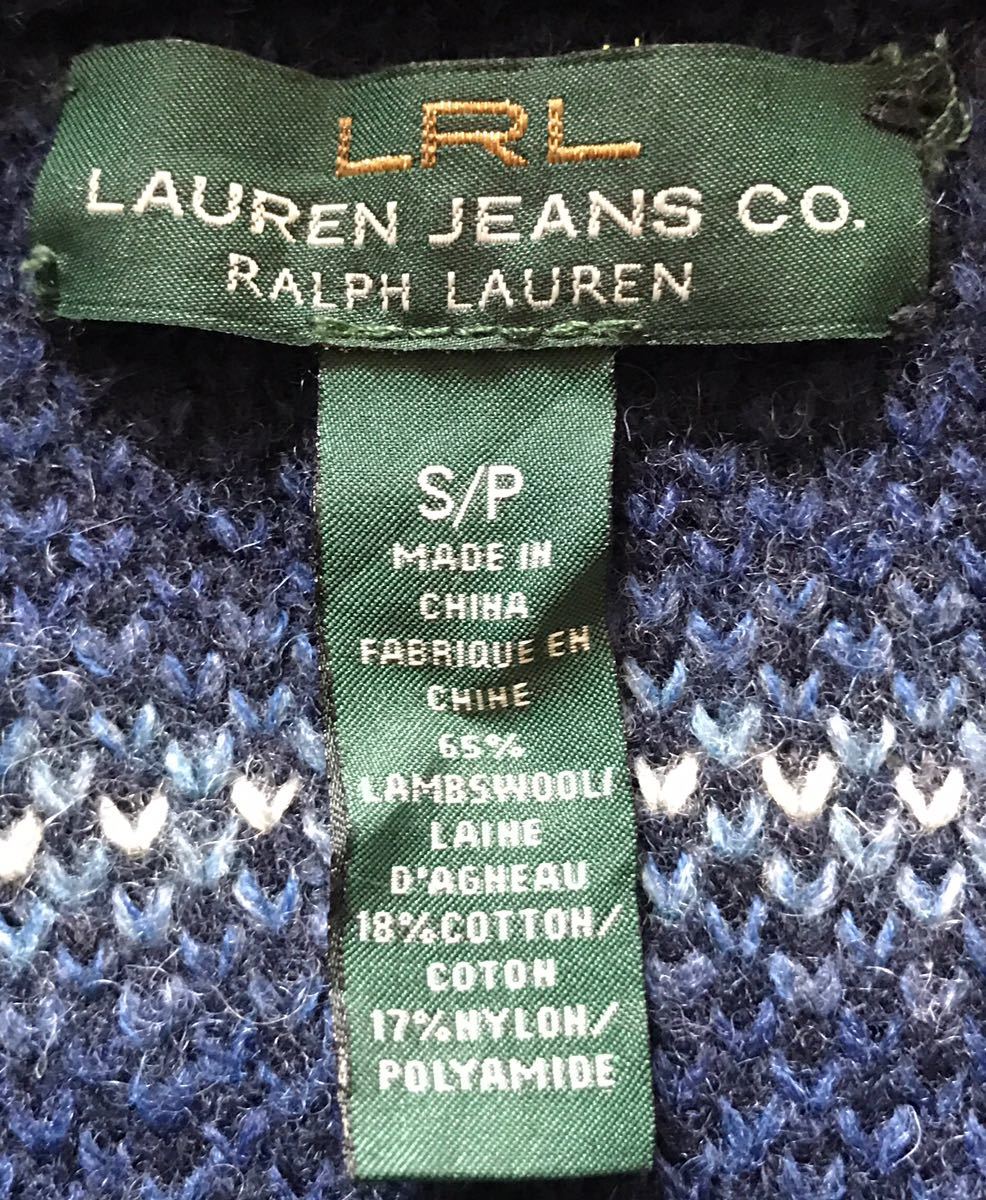 LRL
LAUREN JEANS CO.
RALPH LAUREN
S/P
MADE IN
CHINA
FABRIQUE EN
CHINE
65%
LAMBSWOOL/
LAINE
D'AGNEAU
18%COTTON/
COTON
17%NYLON/
POLYAMIDE